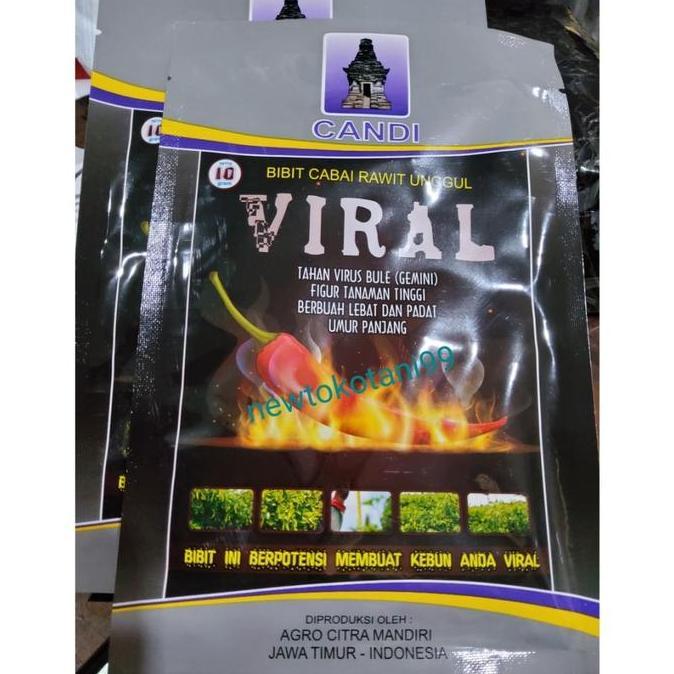 CANDI
10
gram
BIBIT CABAI RAWIT UNGGUL
VIRAL
TAHAN VIRUS BULE (GEMINI)
FIGUR TANAMAN TINGGI
BERBUAH LEBAT DAN PADAT
UMUR PANJANG
newtokotani99
BIBIT INI BERPOTENSI MEMBUAT KEBUN ANDA VIRAL
DIPRODUKSI OLEH :
AGRO CITRA MANDIRI
JAWA TIMUR - INDONESIA